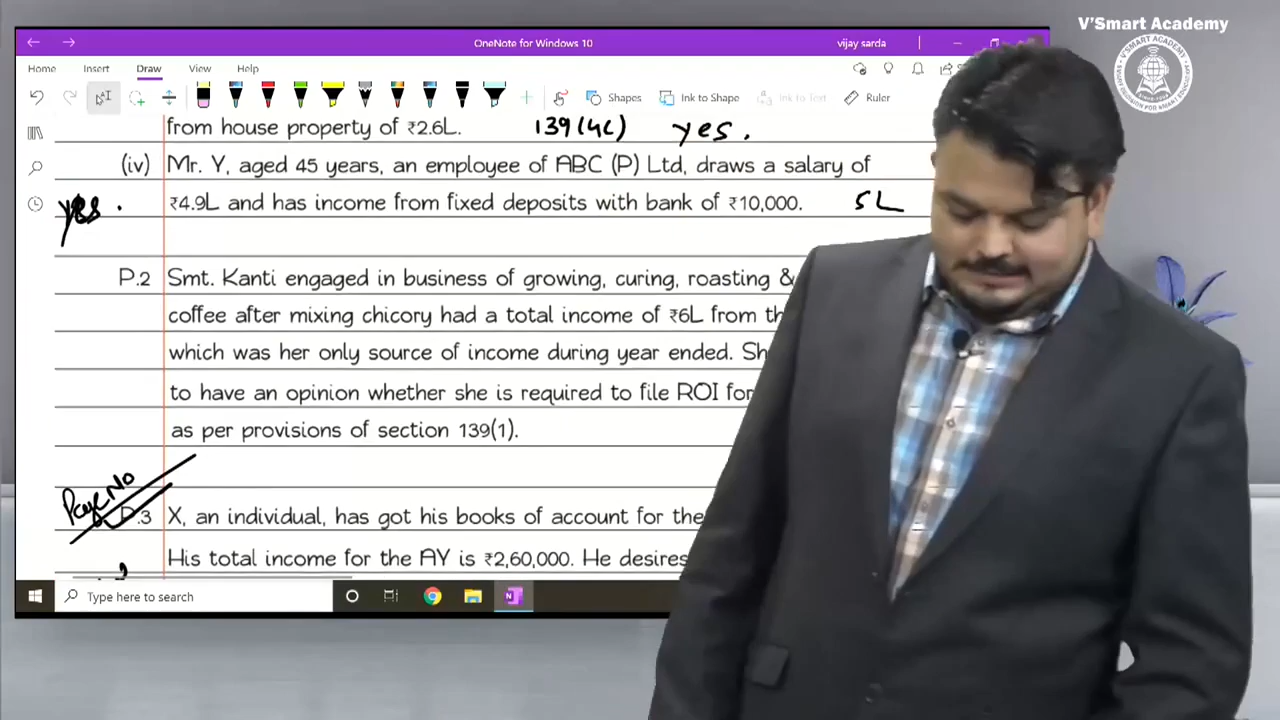 V'Smart Academy
OneNote for Windows 10
vijay sarda
Home Insert Draw View Help
Shapes Ink to Shape Ink to Text Ruler
from house property of ₹2.6L. 139(4C) yes.
(iv) Mr. Y, aged 45 years, an employee of ABC (P) Ltd, draws a salary of
yes. ₹4.9L and has income from fixed deposits with bank of ₹10,000. 5L
P.2 Smt. Kanti engaged in business of growing, curing, roasting &
coffee after mixing chicory had a total income of ₹6L from
which was her only source of income during year ended.
to have an opinion whether she is required to file ROI for
as per provisions of section 139(1).
Page No
P.3 X, an individual, has got his books of account for the
His total income for the AY is ₹2,60,000. He desires
Type here to search